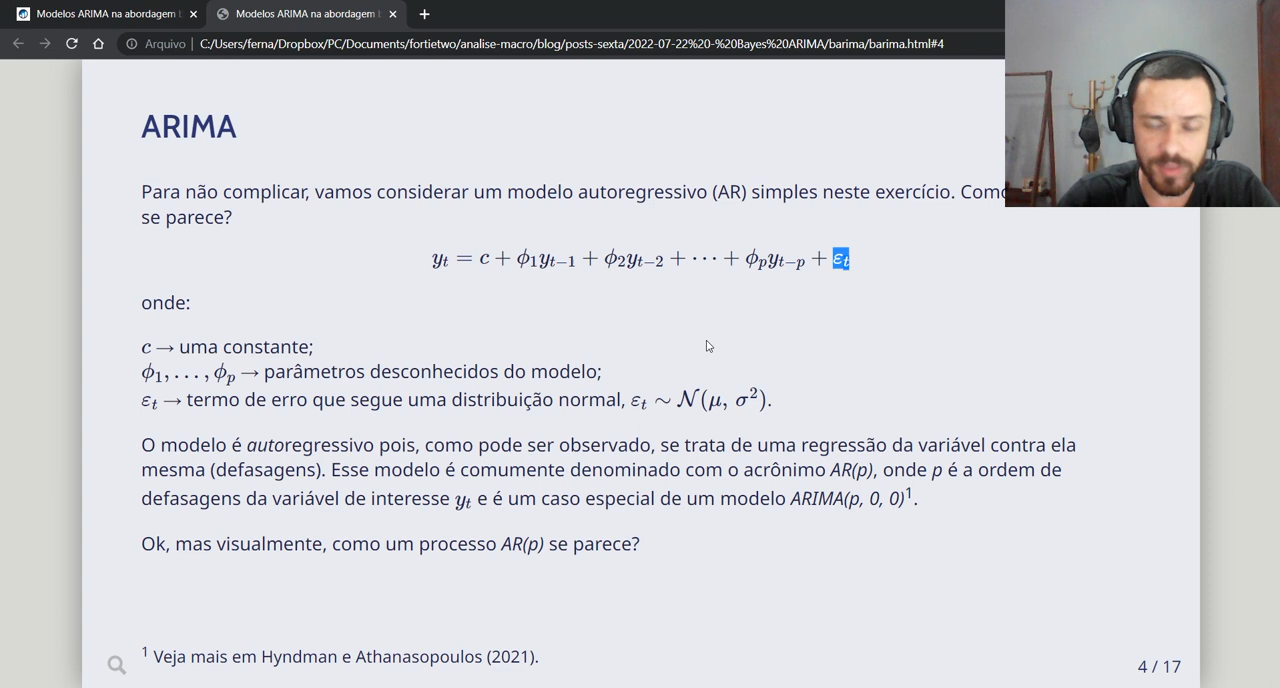 Modelos ARIMA na abordagem
Modelos ARIMA na abordagem
Arquivo | C:/Users/ferna/Dropbox/PC/Documents/fortietwo/analise-macro/blog/posts-sexta/2022-07-22%20-%20Bayes%20ARIMA/barima/barima.html#4
ARIMA
Para não complicar, vamos considerar um modelo autoregressivo (AR) simples neste exercício. Como
se parece?
yₜ = c + ϕ₁yₜ₋₁ + ϕ₂yₜ₋₂ + ⋯ + ϕₚyₜ₋ₚ + εₜ
onde:
c → uma constante;
ϕ₁, . . . , ϕₚ → parâmetros desconhecidos do modelo;
εₜ → termo de erro que segue uma distribuição normal, εₜ ∼ 𝒩(μ, σ²).
O modelo é autoregressivo pois, como pode ser observado, se trata de uma regressão da variável contra ela
mesma (defasagens). Esse modelo é comumente denominado com o acrônimo AR(p), onde p é a ordem de
defasagens da variável de interesse yₜ e é um caso especial de um modelo ARIMA(p, 0, 0)¹.
Ok, mas visualmente, como um processo AR(p) se parece?
¹ Veja mais em Hyndman e Athanasopoulos (2021).
4 / 17